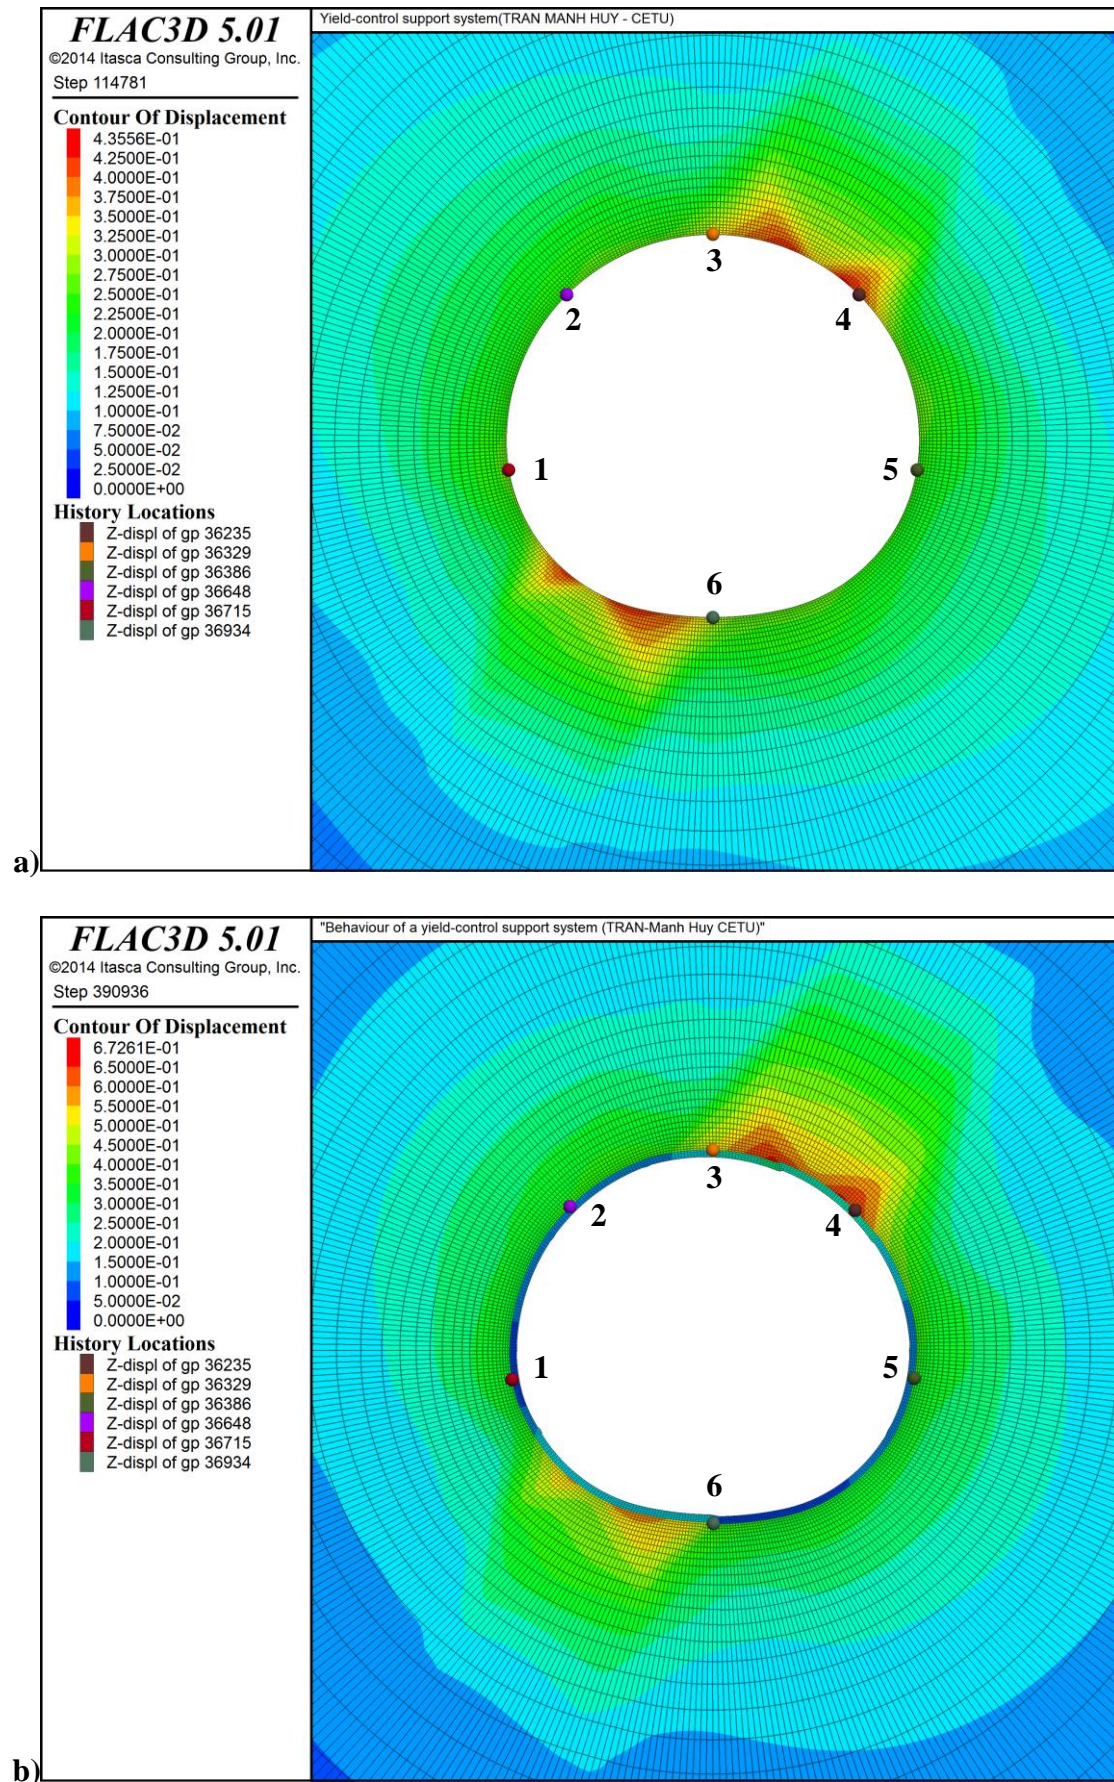 FLAC3D 5.01
©2014 Itasca Consulting Group, Inc.
Step 114781
Contour Of Displacement
4.3556E-01
4.2500E-01
4.0000E-01
3.7500E-01
3.5000E-01
3.2500E-01
3.0000E-01
2.7500E-01
2.5000E-01
2.2500E-01
2.0000E-01
1.7500E-01
1.5000E-01
1.2500E-01
1.0000E-01
7.5000E-02
5.0000E-02
2.5000E-02
0.0000E+00
History Locations
Z-displ of gp 36235
Z-displ of gp 36329
Z-displ of gp 36386
Z-displ of gp 36648
Z-displ of gp 36715
Z-displ of gp 36934
Yield-control support system(TRAN MANH HUY - CETU)
3
2
4
1
5
6
a)
FLAC3D 5.01
©2014 Itasca Consulting Group, Inc.
Step 390936
Contour Of Displacement
6.7261E-01
6.5000E-01
6.0000E-01
5.5000E-01
5.0000E-01
4.5000E-01
4.0000E-01
3.5000E-01
3.0000E-01
2.5000E-01
2.0000E-01
1.5000E-01
1.0000E-01
5.0000E-02
0.0000E+00
History Locations
Z-displ of gp 36235
Z-displ of gp 36329
Z-displ of gp 36386
Z-displ of gp 36648
Z-displ of gp 36715
Z-displ of gp 36934
"Behaviour of a yield-control support system (TRAN-Manh Huy CETU)"
3
2
4
1
5
6
b)